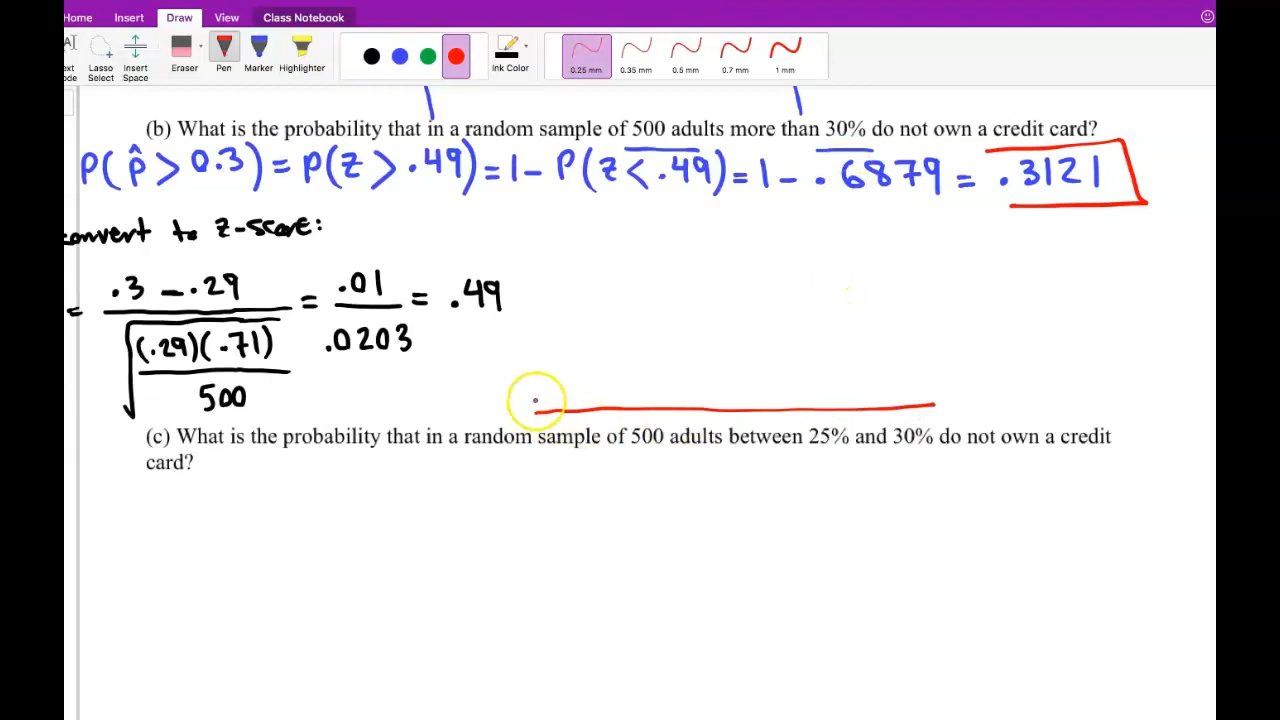 Home Insert Draw View Class Notebook
ext ode Lasso Select Insert Space Eraser Pen Marker Highlighter Ink Color 0.25 mm 0.35 mm 0.5 mm 0.7 mm 1 mm
(b) What is the probability that in a random sample of 500 adults more than 30% do not own a credit card?
P(p̂ > 0.3) = P(z > .49) = 1 - P(z < .49) = 1 - .6879 = .3121
convert to z-score:
= .3 - .29 / √((.29)(.71) / 500) = .01 / .0203 = .49
(c) What is the probability that in a random sample of 500 adults between 25% and 30% do not own a credit
card?